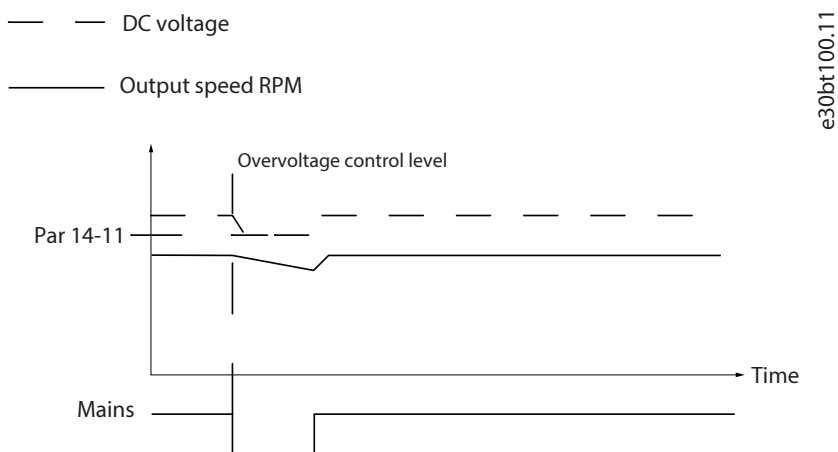 DC voltage
Output speed RPM
e30bt100.11
Overvoltage control level
Par 14-11
Time
Mains